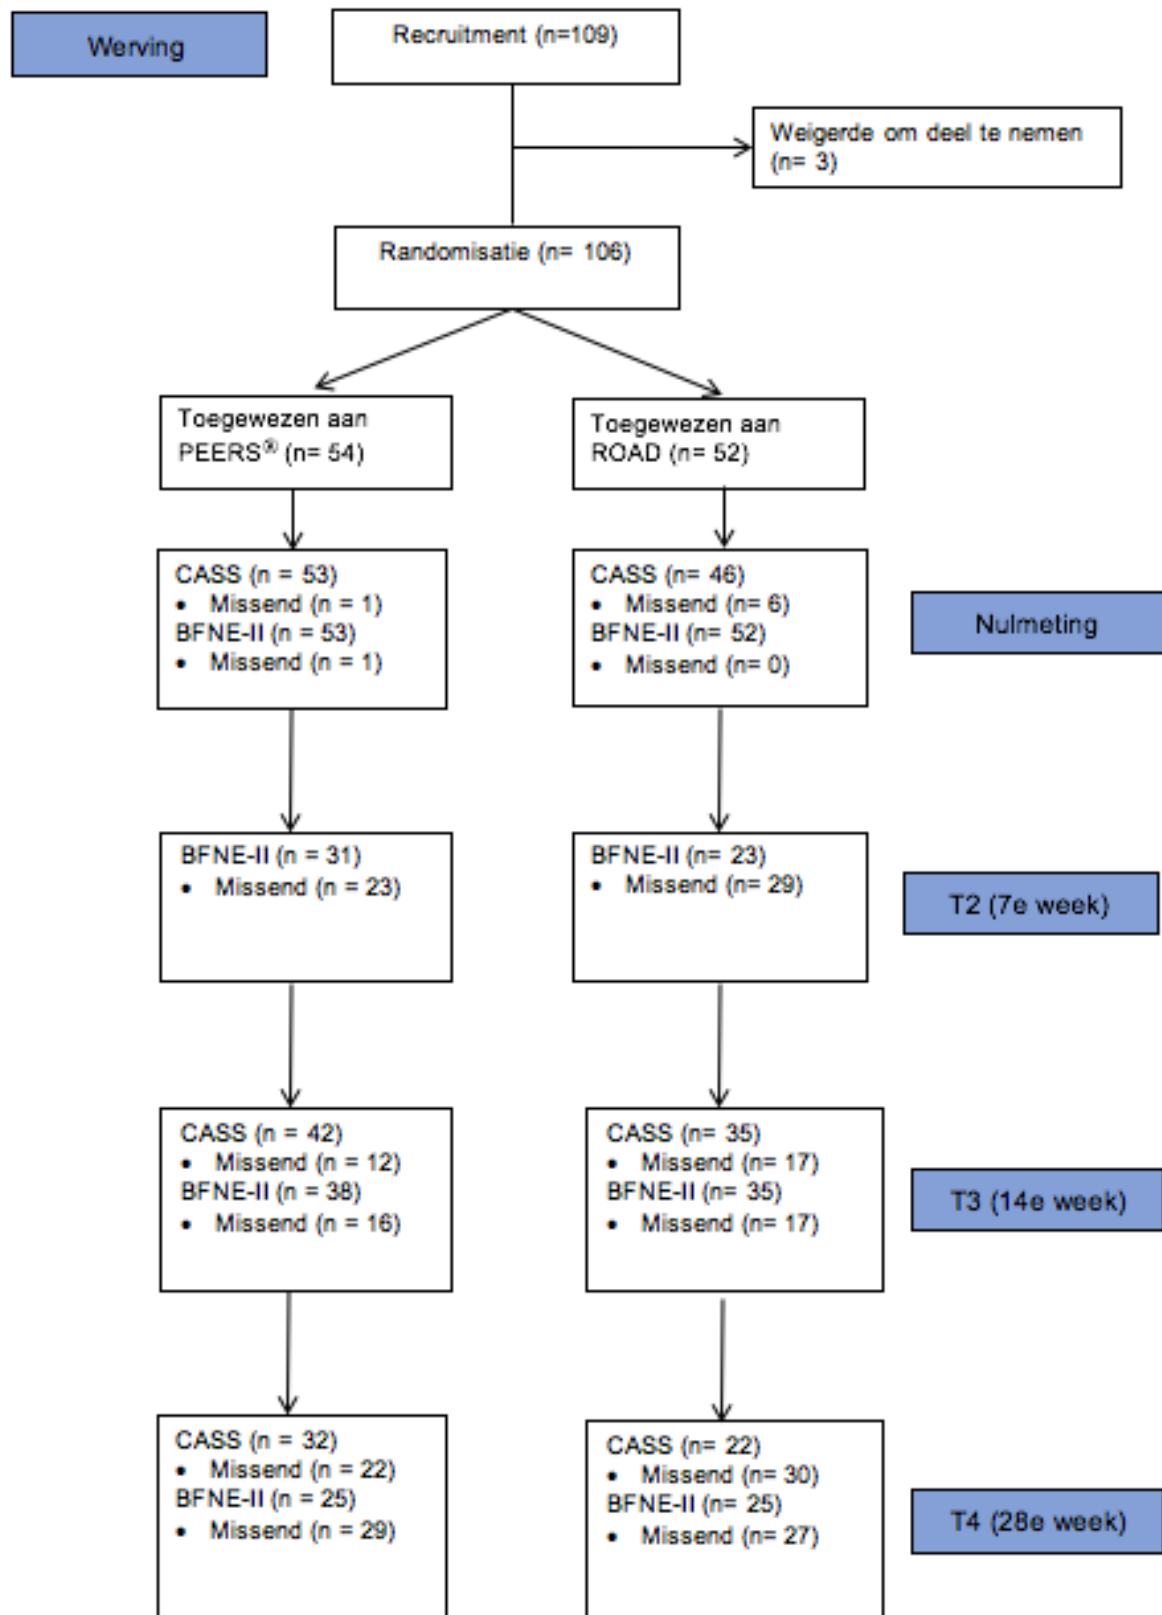 Werving
Recruitment (n=109)
Weigerde om deel te nemen
(n= 3)
Randomisatie (n= 106)
Toegewezen aan
PEERS® (n= 54)
Toegewezen aan
ROAD (n= 52)
CASS (n = 53)
• Missend (n = 1)
BFNE-II (n = 53)
• Missend (n = 1)
CASS (n= 46)
• Missend (n= 6)
BFNE-II (n= 52)
• Missend (n= 0)
Nulmeting
BFNE-II (n = 31)
• Missend (n = 23)
BFNE-II (n= 23)
• Missend (n= 29)
T2 (7e week)
CASS (n = 42)
• Missend (n = 12)
BFNE-II (n = 38)
• Missend (n = 16)
CASS (n= 35)
• Missend (n= 17)
BFNE-II (n= 35)
• Missend (n= 17)
T3 (14e week)
CASS (n = 32)
• Missend (n = 22)
BFNE-II (n = 25)
• Missend (n = 29)
CASS (n= 22)
• Missend (n= 30)
BFNE-II (n= 25)
• Missend (n= 27)
T4 (28e week)